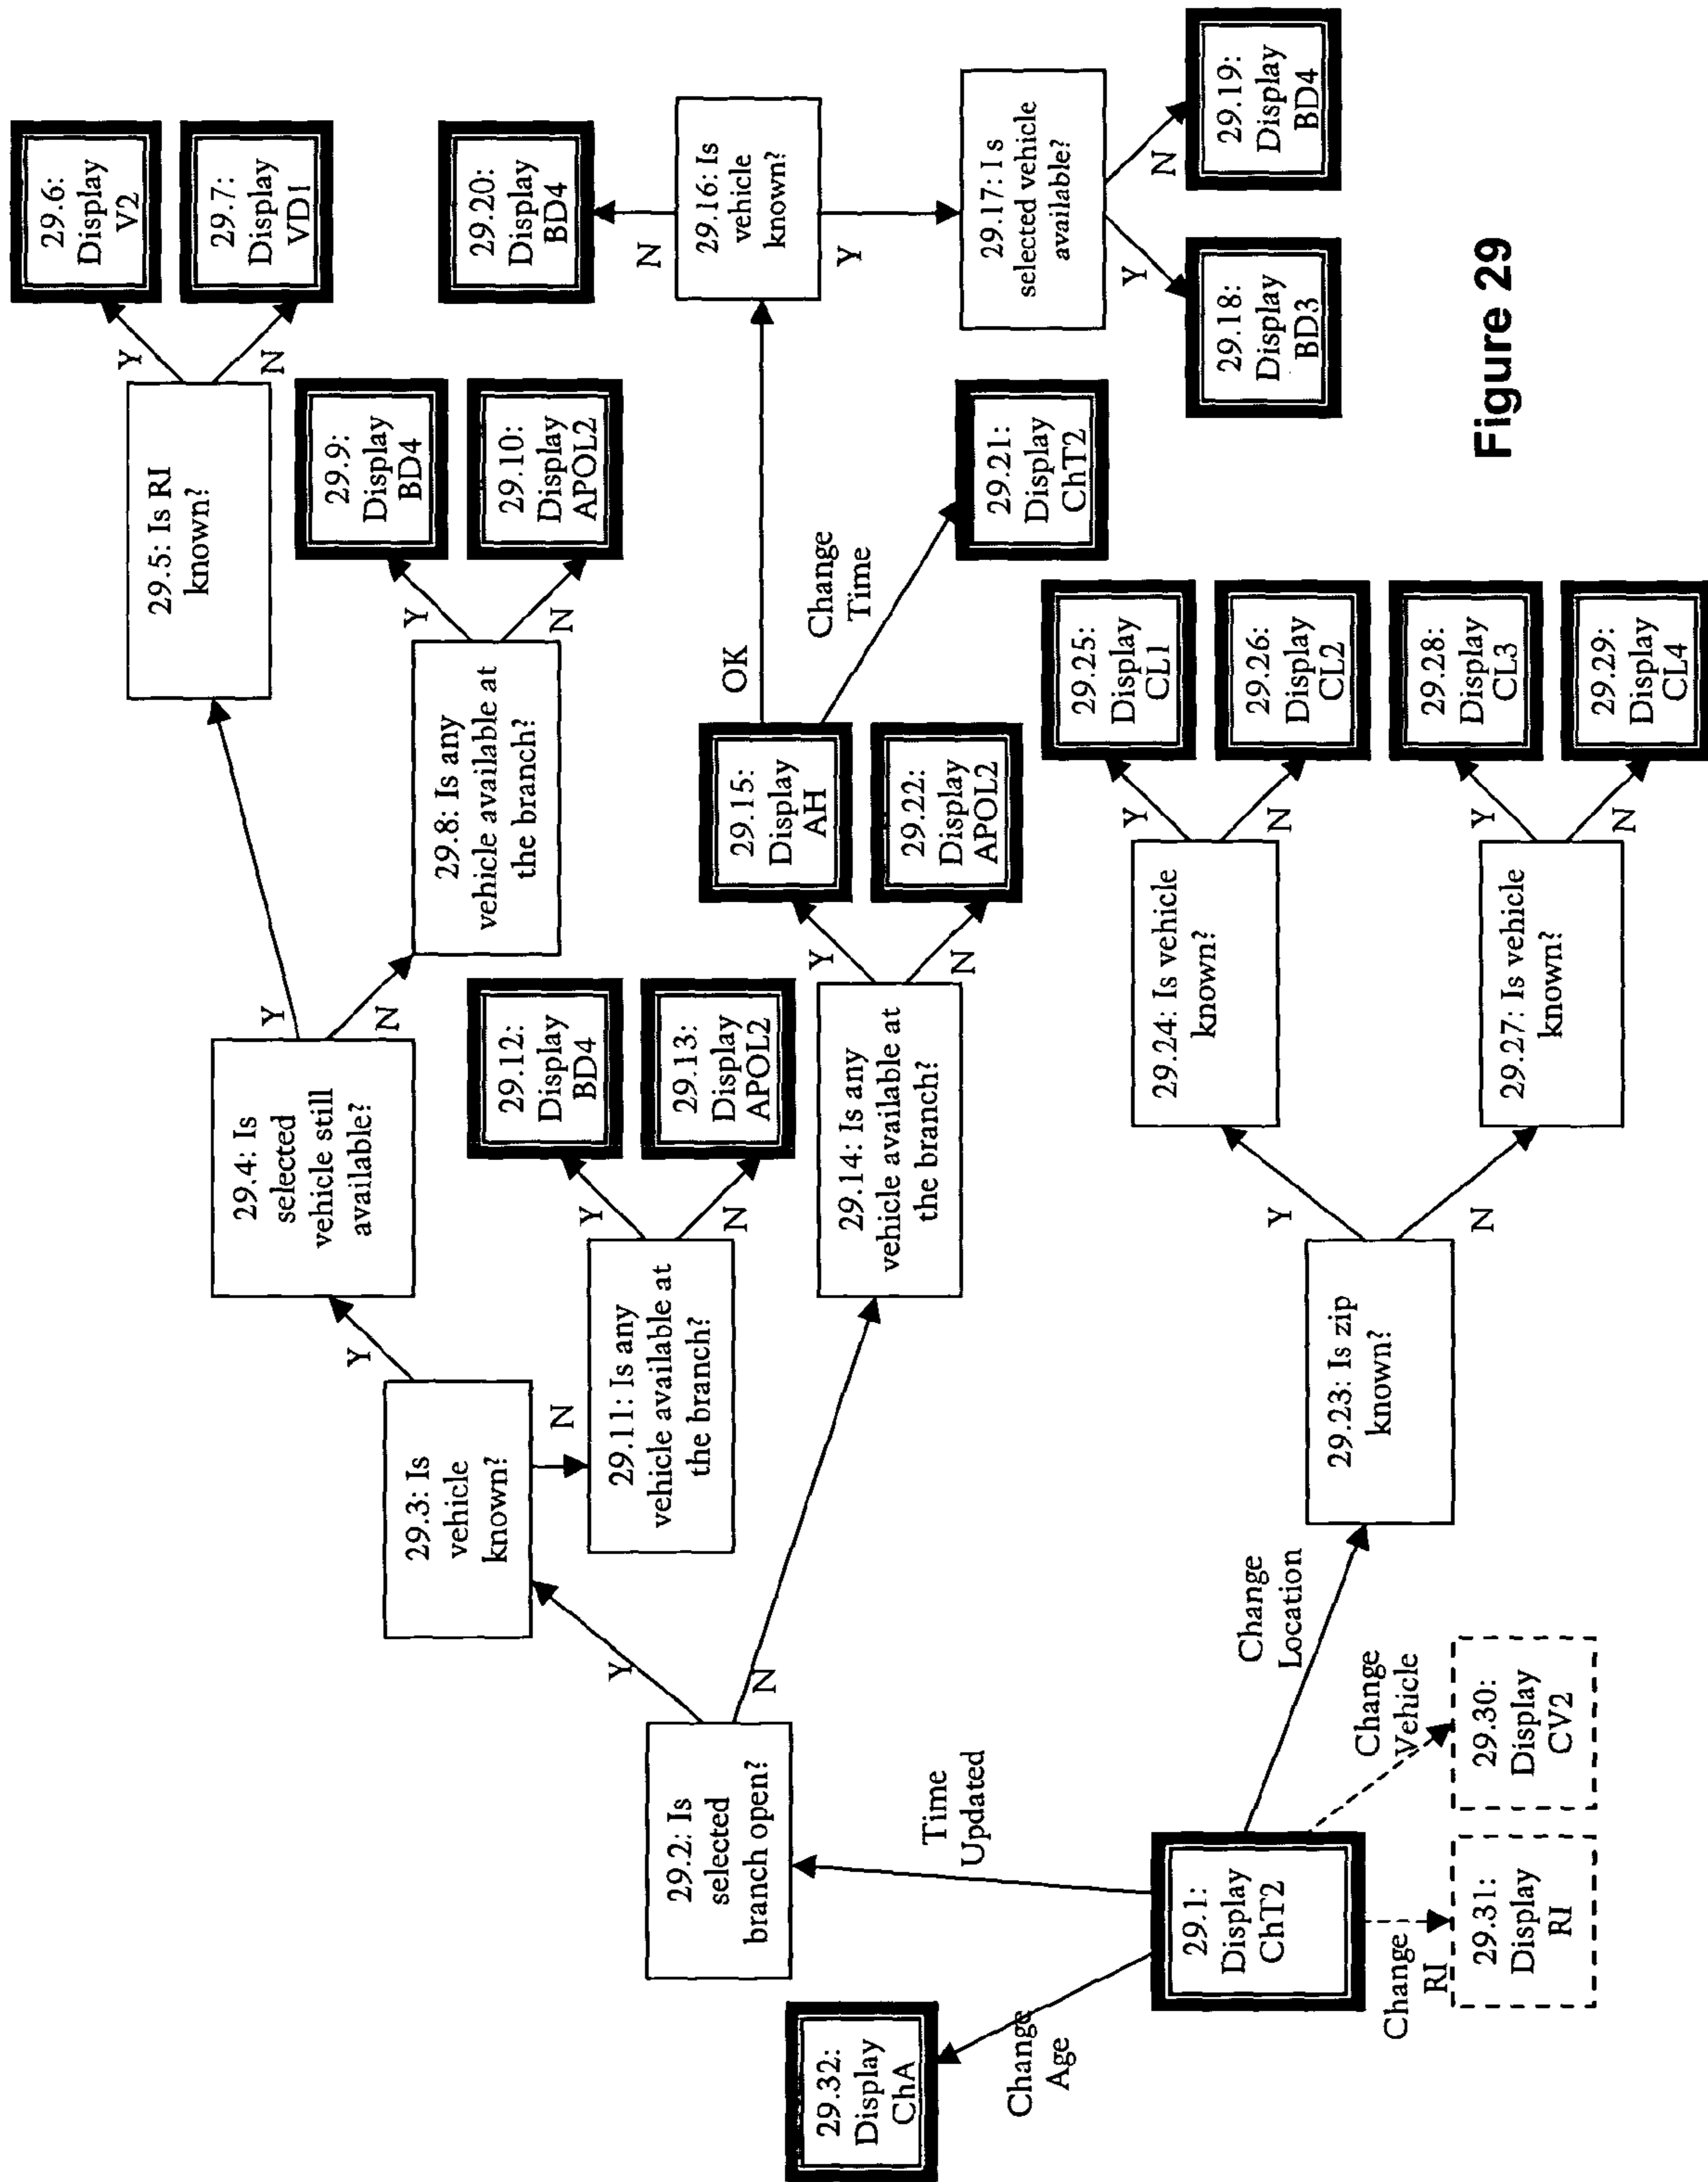 29.1:
Display
ChT2
Change
Age
29.32:
Display
ChA
Time
Updated
29.2: Is
selected
branch open?
Y
N
29.3: Is
vehicle
known?
Y
N
29.4: Is
selected
vehicle still
available?
Y
N
29.5: Is RI
known?
Y
N
29.6:
Display
V2
29.7:
Display
VD1
29.8: Is any
vehicle available at
the branch?
Y
N
29.9:
Display
BD4
29.10:
Display
APOL2
29.11: Is any
vehicle available at
the branch?
Y
N
29.12:
Display
BD4
29.13:
Display
APOL2
29.14: Is any
vehicle available at
the branch?
Y
N
29.15:
Display
AH
OK
Change
Time
29.16: Is
vehicle
known?
N
Y
29.20:
Display
BD4
29.17: Is
selected vehicle
available?
Y
N
29.18:
Display
BD3
29.19:
Display
BD4
29.21:
Display
ChT2
29.22:
Display
APOL2
Change
Location
29.23: Is zip
known?
Y
N
29.24: Is vehicle
known?
Y
N
29.25:
Display
CL1
29.26:
Display
CL2
29.27: Is vehicle
known?
Y
N
29.28:
Display
CL3
29.29:
Display
CL4
Change
Vehicle
29.30:
Display
CV2
Change
RI
29.31:
Display
RI
Figure 29